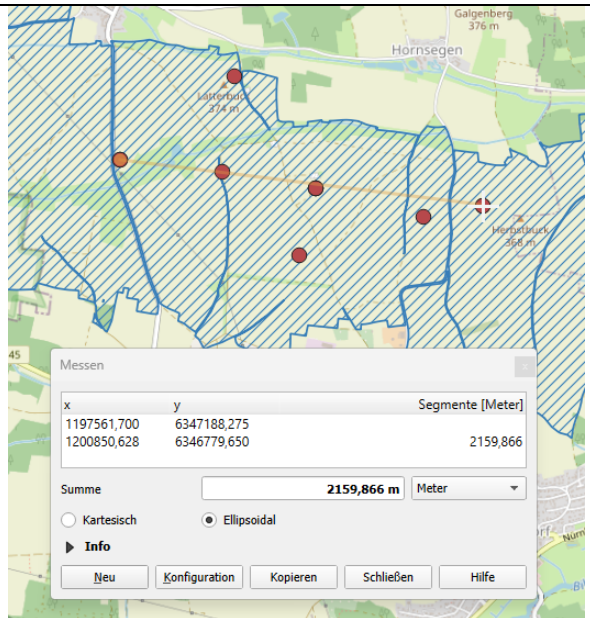 Galgenberg
376 m
Hornsegen
Latterbuck
374 m
Herbstbuck
368 m
45
Messen
x
x y Segmente [Meter]
1197561,700 6347188,275
1200850,628 6346779,650 2159,866
Summe 2159,866 m Meter
Kartesisch Ellipsoidal
Info
Neu Konfiguration Kopieren Schließen Hilfe